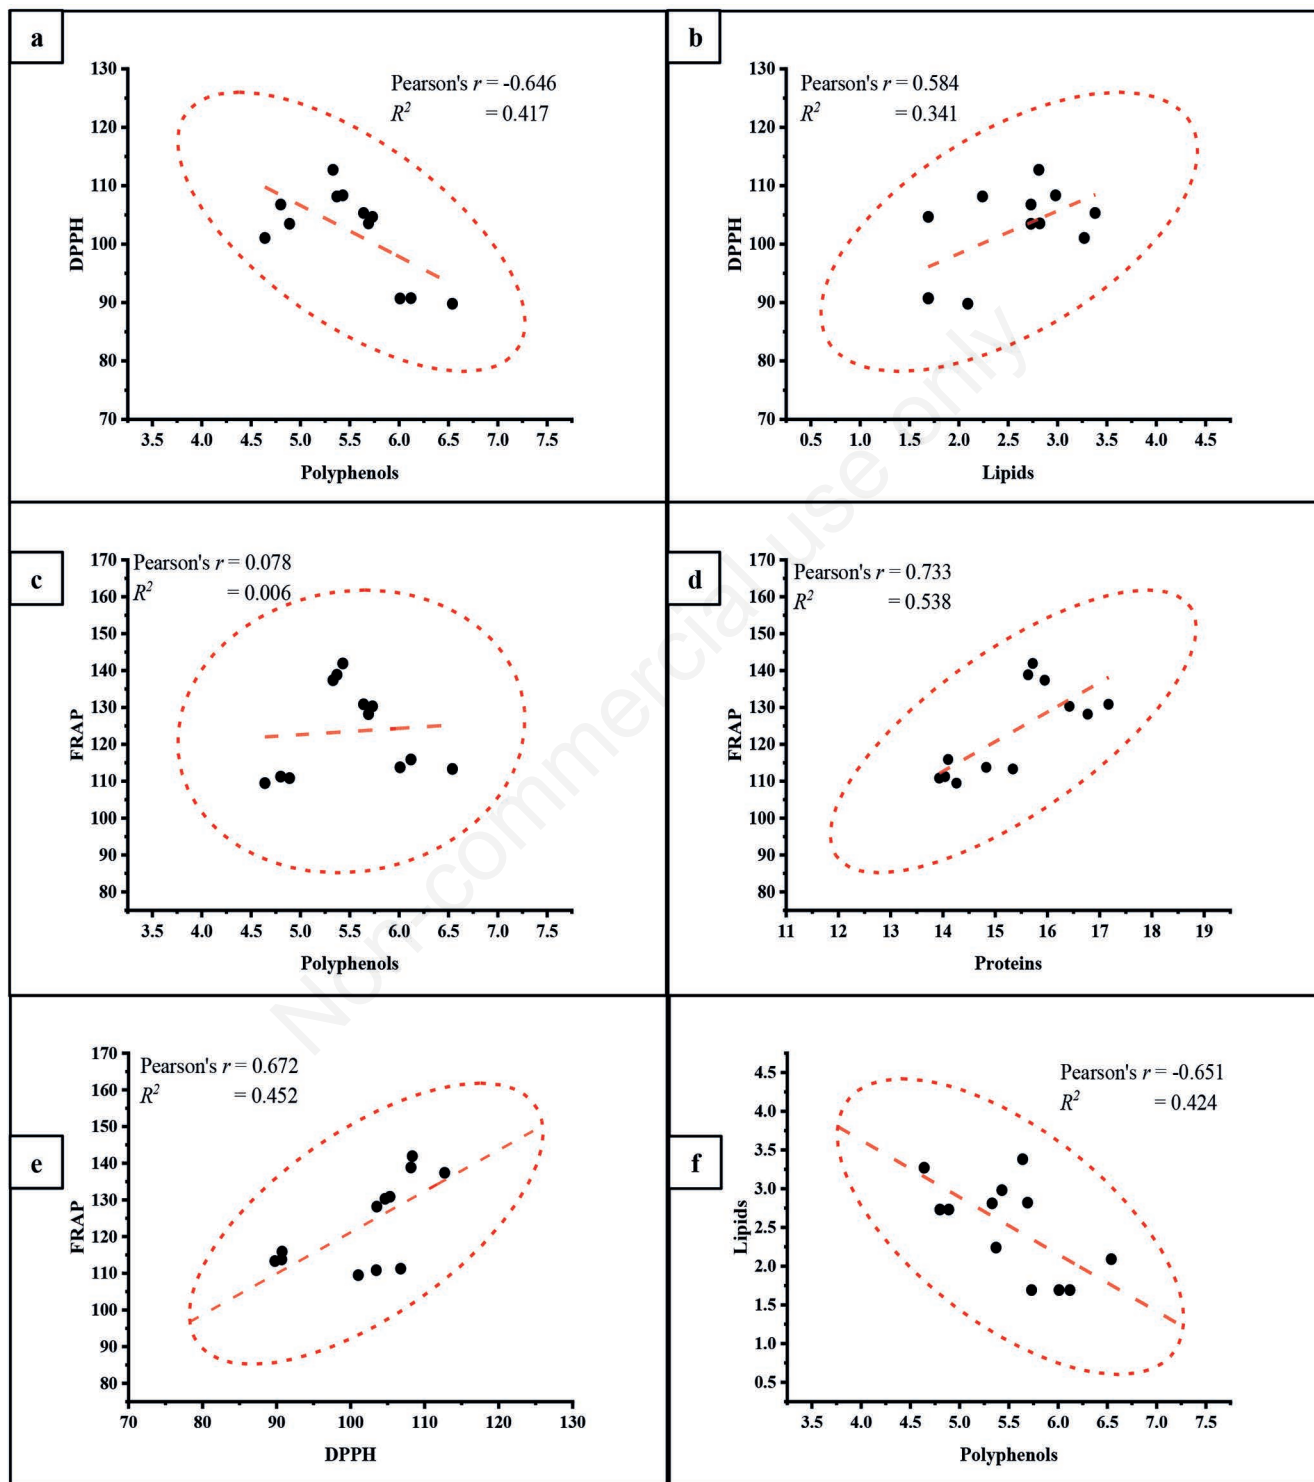 a
Pearson's r = -0.646
R² = 0.417
130
120
110
100
90
80
70
DPPH
3.5 4.0 4.5 5.0 5.5 6.0 6.5 7.0 7.5
Polyphenols
b
Pearson's r = 0.584
R² = 0.341
130
120
110
100
90
80
70
DPPH
0.5 1.0 1.5 2.0 2.5 3.0 3.5 4.0 4.5
Lipids
c
Pearson's r = 0.078
R² = 0.006
170
160
150
140
130
120
110
100
90
80
FRAP
3.5 4.0 4.5 5.0 5.5 6.0 6.5 7.0 7.5
Polyphenols
d
Pearson's r = 0.733
R² = 0.538
170
160
150
140
130
120
110
100
90
80
FRAP
11 12 13 14 15 16 17 18 19
Proteins
e
Pearson's r = 0.672
R² = 0.452
170
160
150
140
130
120
110
100
90
80
FRAP
70 80 90 100 110 120 130
DPPH
f
Pearson's r = -0.651
R² = 0.424
4.5
4.0
3.5
3.0
2.5
2.0
1.5
1.0
0.5
Lipids
3.5 4.0 4.5 5.0 5.5 6.0 6.5 7.0 7.5
Polyphenols
Non-commercial use only